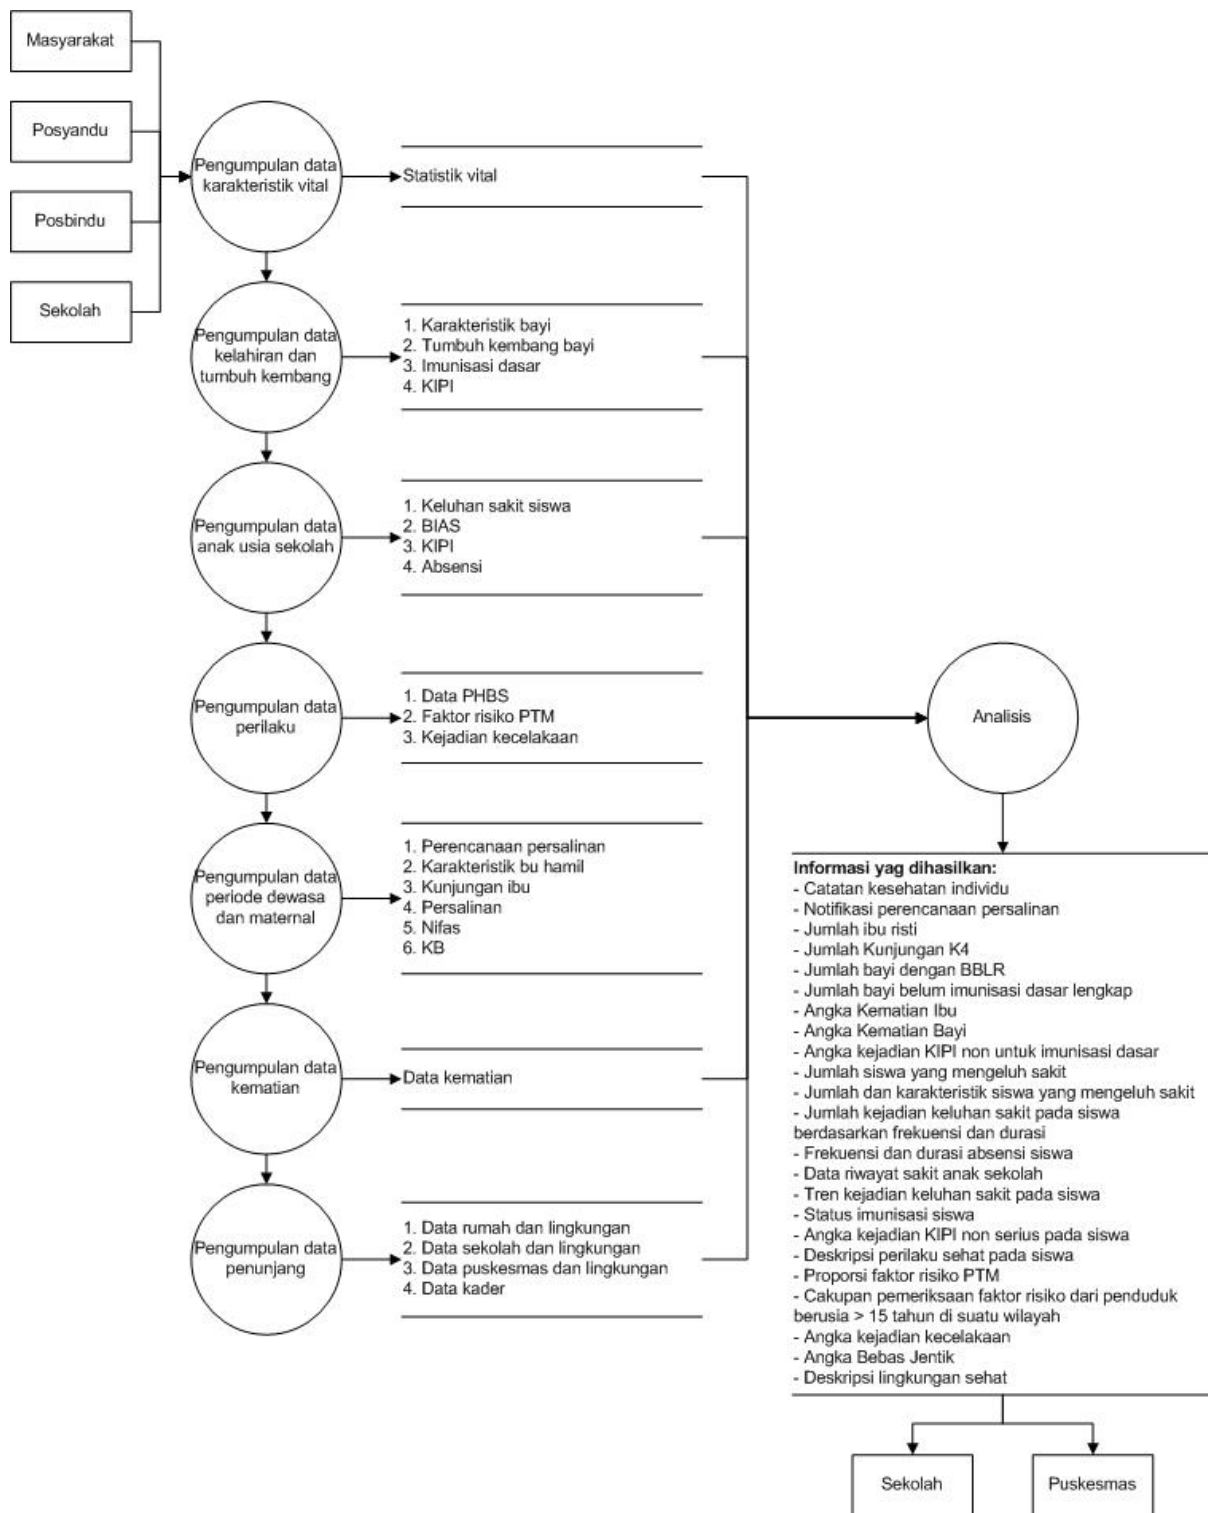 Masyarakat
Posyandu
Posbindu
Sekolah
Pengumpulan data
karakteristik vital
Statistik vital
Pengumpulan data
kelahiran dan
tumbuh kembang
1. Karakteristik bayi
2. Tumbuh kembang bayi
3. Imunisasi dasar
4. KIPI
Pengumpulan data
anak usia sekolah
1. Keluhan sakit siswa
2. BIAS
3. KIPI
4. Absensi
Pengumpulan data
perilaku
1. Data PHBS
2. Faktor risiko PTM
3. Kejadian kecelakaan
Pengumpulan data
periode dewasa
dan maternal
1. Perencanaan persalinan
2. Karakteristik bu hamil
3. Kunjungan ibu
4. Persalinan
5. Nifas
6. KB
Pengumpulan data
kematian
Data kematian
Pengumpulan data
penunjang
1. Data rumah dan lingkungan
2. Data sekolah dan lingkungan
3. Data puskesmas dan lingkungan
4. Data kader
Analisis
Informasi yag dihasilkan:
- Catatan kesehatan individu
- Notifikasi perencanaan persalinan
- Jumlah ibu risti
- Jumlah Kunjungan K4
- Jumlah bayi dengan BBLR
- Jumlah bayi belum imunisasi dasar lengkap
- Angka Kematian Ibu
- Angka Kematian Bayi
- Angka kejadian KIPI non untuk imunisasi dasar
- Jumlah siswa yang mengeluh sakit
- Jumlah dan karakteristik siswa yang mengeluh sakit
- Jumlah kejadian keluhan sakit pada siswa
berdasarkan frekuensi dan durasi
- Frekuensi dan durasi absensi siswa
- Data riwayat sakit anak sekolah
- Tren kejadian keluhan sakit pada siswa
- Status imunisasi siswa
- Angka kejadian KIPI non serius pada siswa
- Deskripsi perilaku sehat pada siswa
- Proporsi faktor risiko PTM
- Cakupan pemeriksaan faktor risiko dari penduduk
berusia > 15 tahun di suatu wilayah
- Angka kejadian kecelakaan
- Angka Bebas Jentik
- Deskripsi lingkungan sehat
Sekolah
Puskesmas